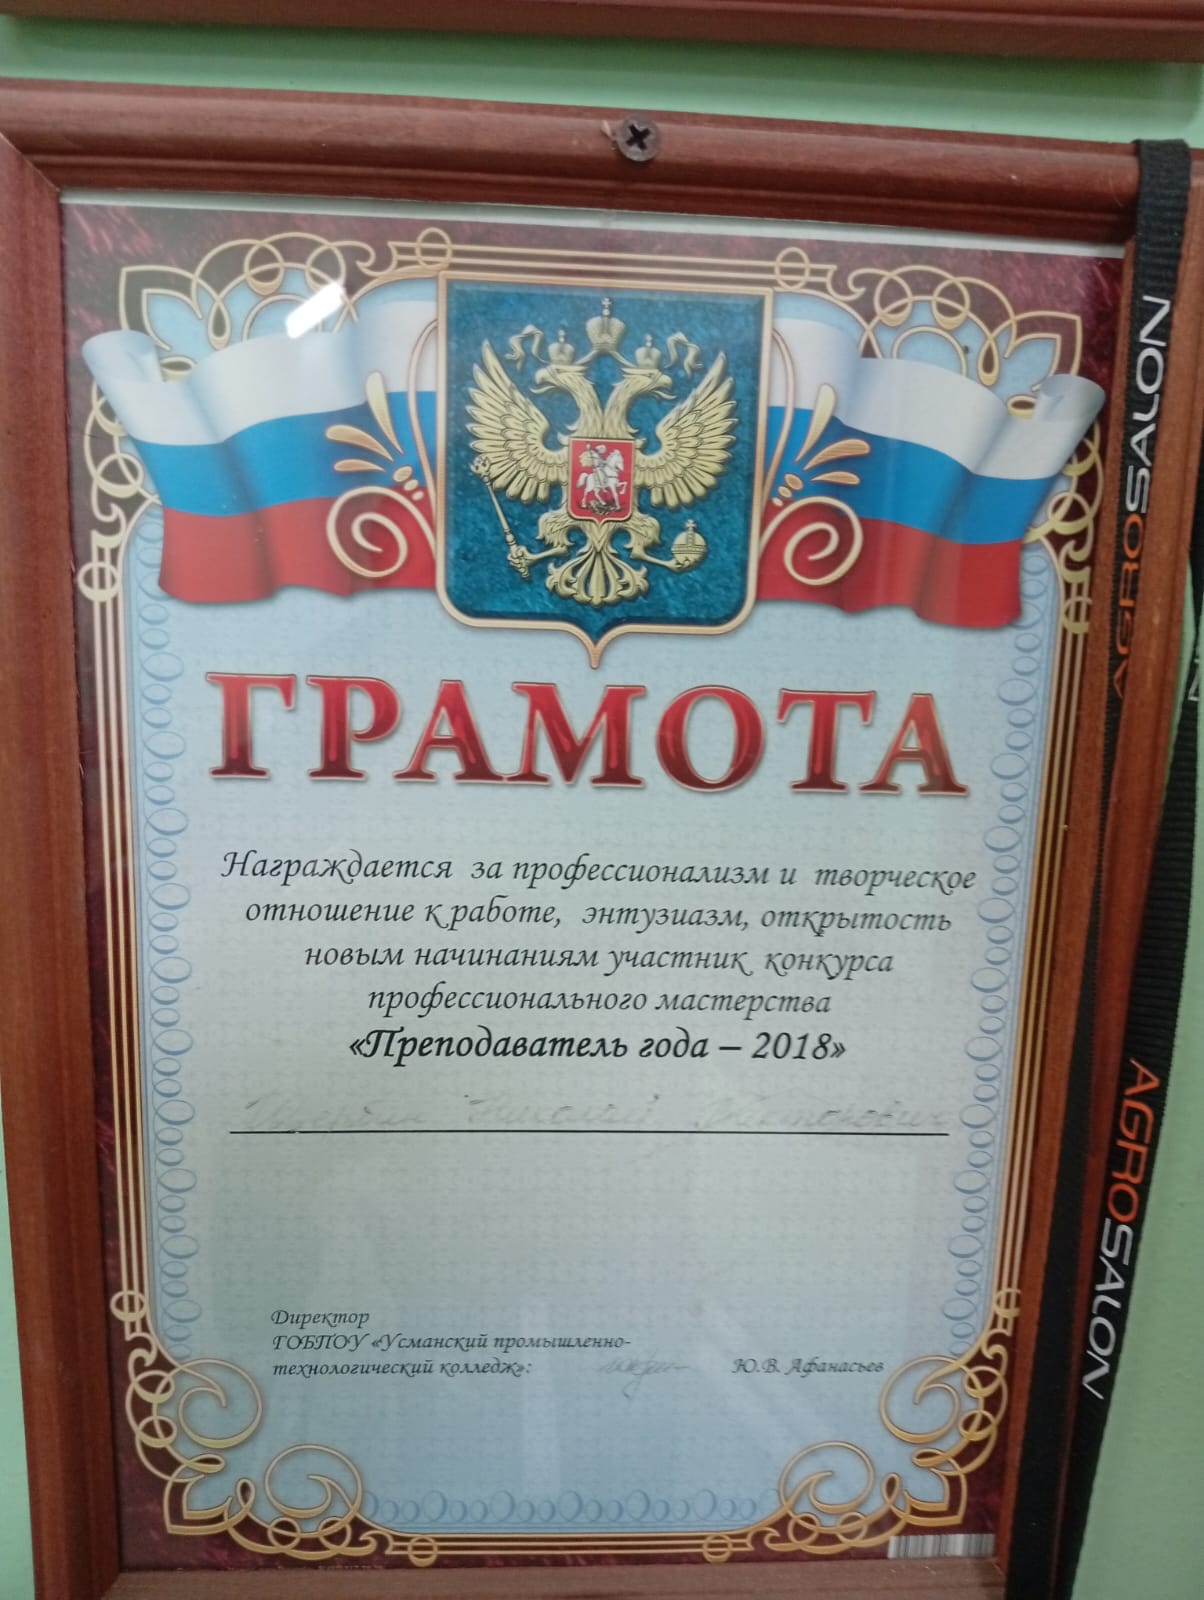 ГРАМОТА
Награждается за профессионализм и творческое
отношение к работе, энтузиазм, открытость
новым начинаниям участник конкурса
профессионального мастерства
«Преподаватель года – 2018»
Николай
Директор
ГОБПОУ «Усманский промышленно-
технологический колледж»:
Ю.В. Афанасьев
AGROSALON
AGROSALON